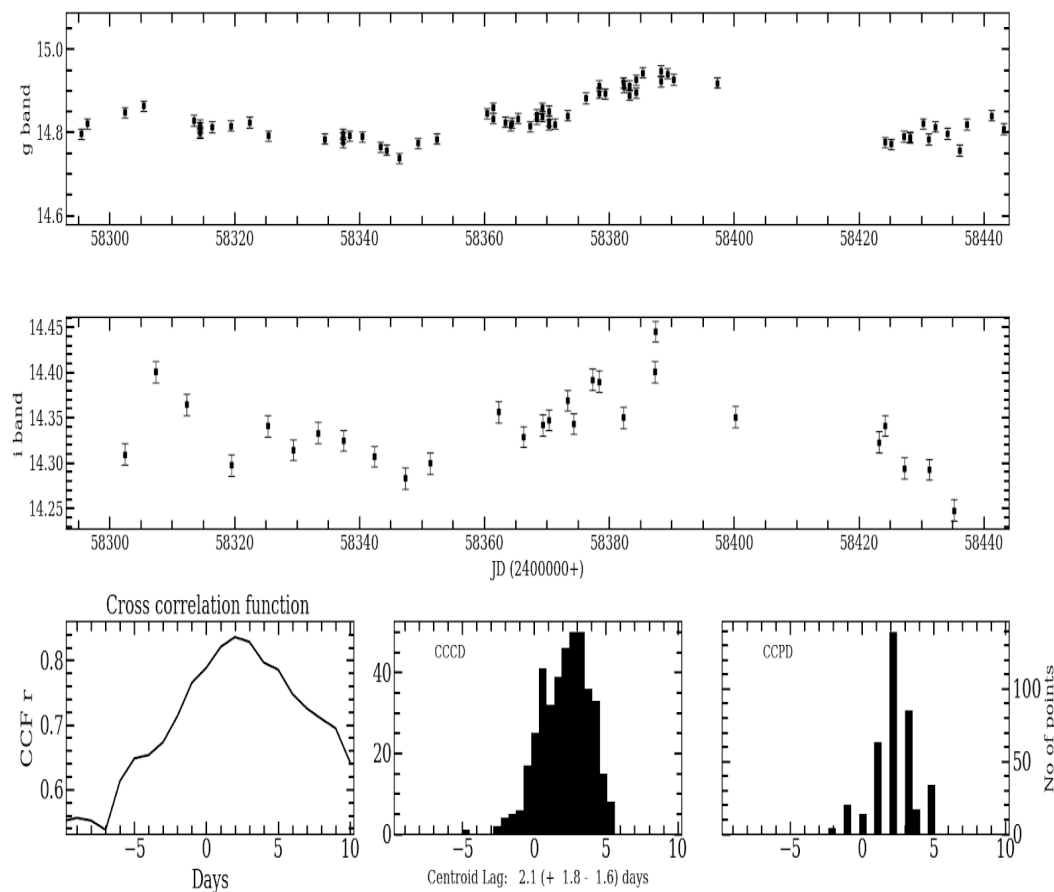 15.0
14.8
14.6
g band
58300 58320 58340 58360 58380 58400 58420 58440
14.45
14.40
14.35
14.30
14.25
i band
58300 58320 58340 58360 58380 58400 58420 58440
JD (2400000+)
Cross correlation function
0.8
0.7
0.6
CCF r
−5 0 5 10
Days
CCCD
40
20
0
−5 0 5 10
Centroid Lag: 2.1 (+ 1.8 - 1.6) days
CCPD
100
50
0
No of points
−5 0 5 10